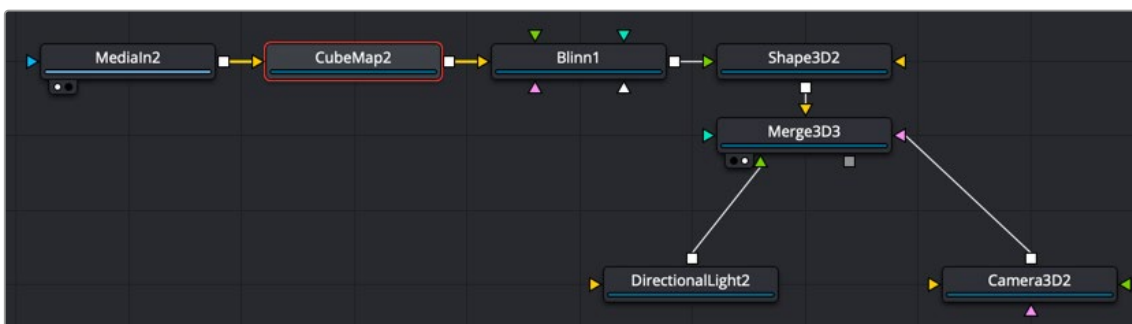 MediaIn2
CubeMap2
Blinn1
Shape3D2
Merge3D3
DirectionalLight2
Camera3D2